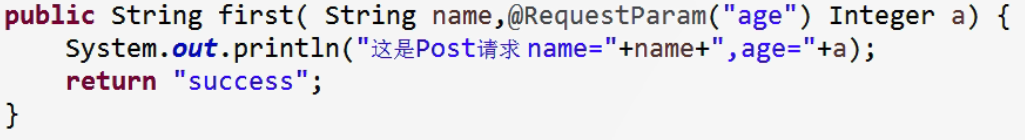 public String first( String name,@RequestParam("age") Integer a) {
    System.out.println("这是Post请求 name="+name+",age="+a);
    return "success";
}